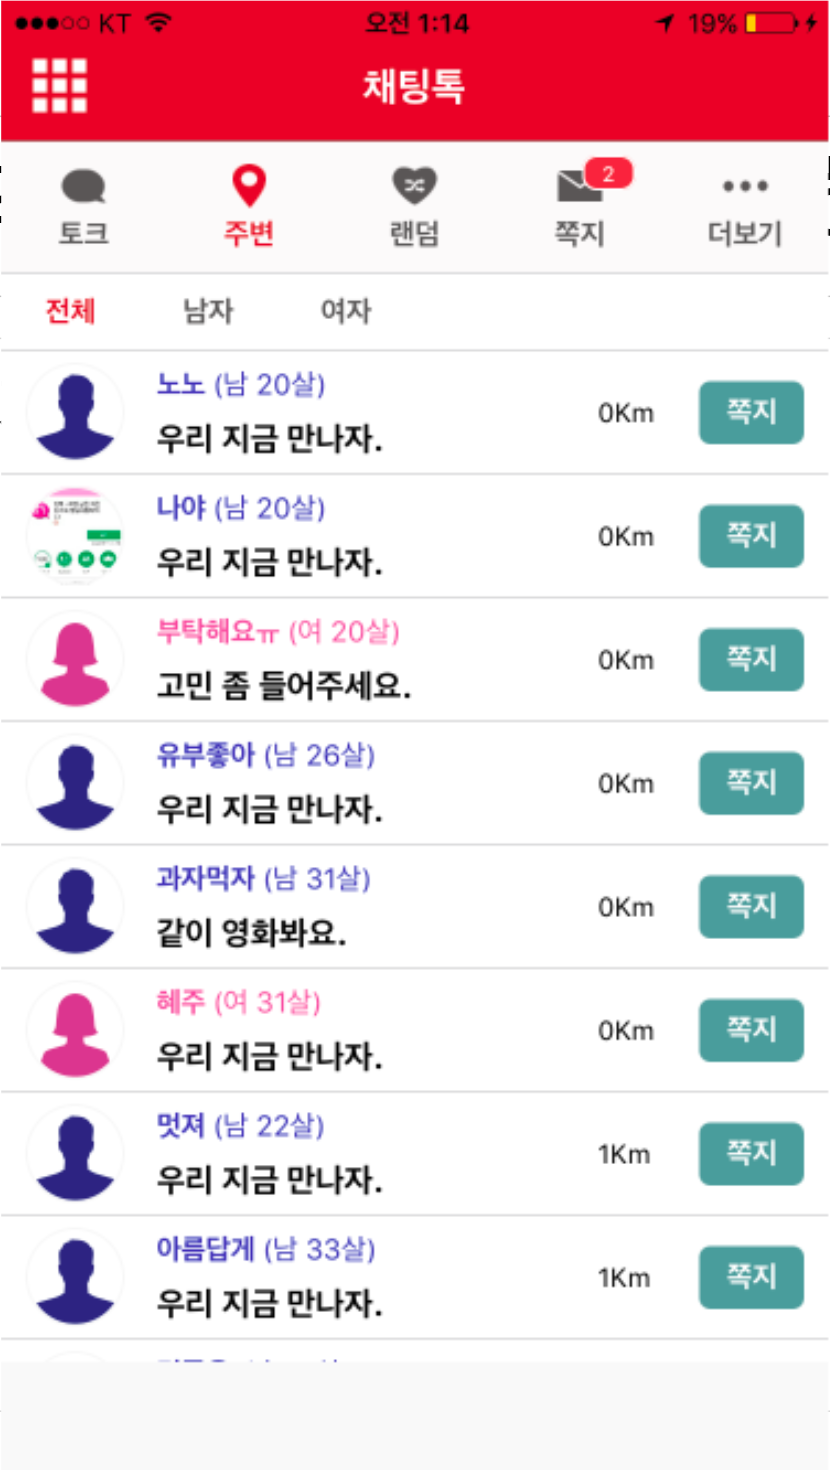 KT 오전 1:14 19%
채팅톡
2
토크 주변 랜덤 쪽지 더보기
전체 남자 여자
노노 (남 20살)
우리 지금 만나자.
0Km 쪽지
나야 (남 20살)
우리 지금 만나자.
0Km 쪽지
부탁해요ㅠ (여 20살)
고민 좀 들어주세요.
0Km 쪽지
유부좋아 (남 26살)
우리 지금 만나자.
0Km 쪽지
과자먹자 (남 31살)
같이 영화봐요.
0Km 쪽지
혜주 (여 31살)
우리 지금 만나자.
0Km 쪽지
멋져 (남 22살)
우리 지금 만나자.
1Km 쪽지
아름답게 (남 33살)
우리 지금 만나자.
1Km 쪽지